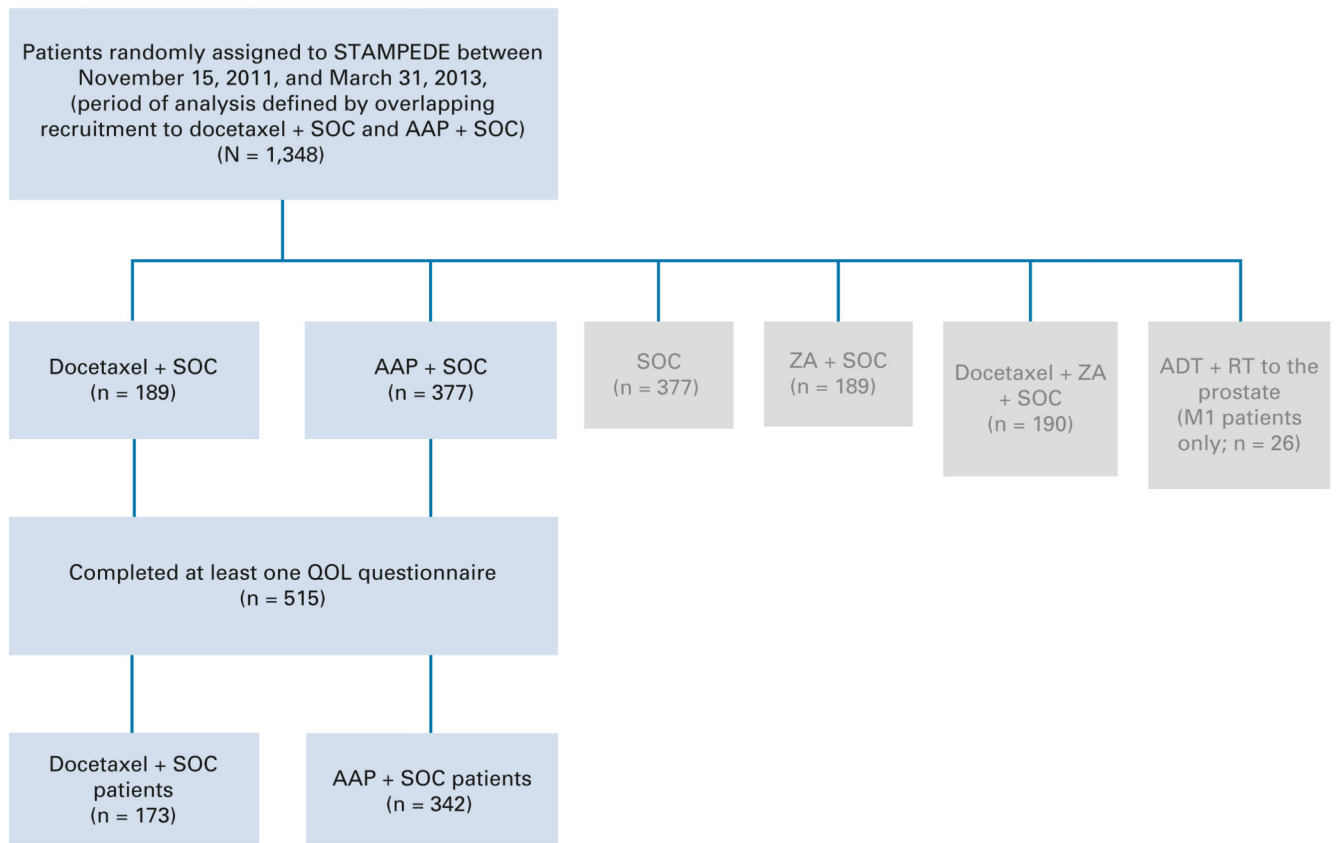 Patients randomly assigned to STAMPEDE between
November 15, 2011, and March 31, 2013,
(period of analysis defined by overlapping
recruitment to docetaxel + SOC and AAP + SOC)
(N = 1,348)
Docetaxel + SOC
(n = 189)
AAP + SOC
(n = 377)
SOC
(n = 377)
ZA + SOC
(n = 189)
Docetaxel + ZA
+ SOC
(n = 190)
ADT + RT to the
prostate
(M1 patients
only; n = 26)
Completed at least one QOL questionnaire
(n = 515)
Docetaxel + SOC
patients
(n = 173)
AAP + SOC patients
(n = 342)